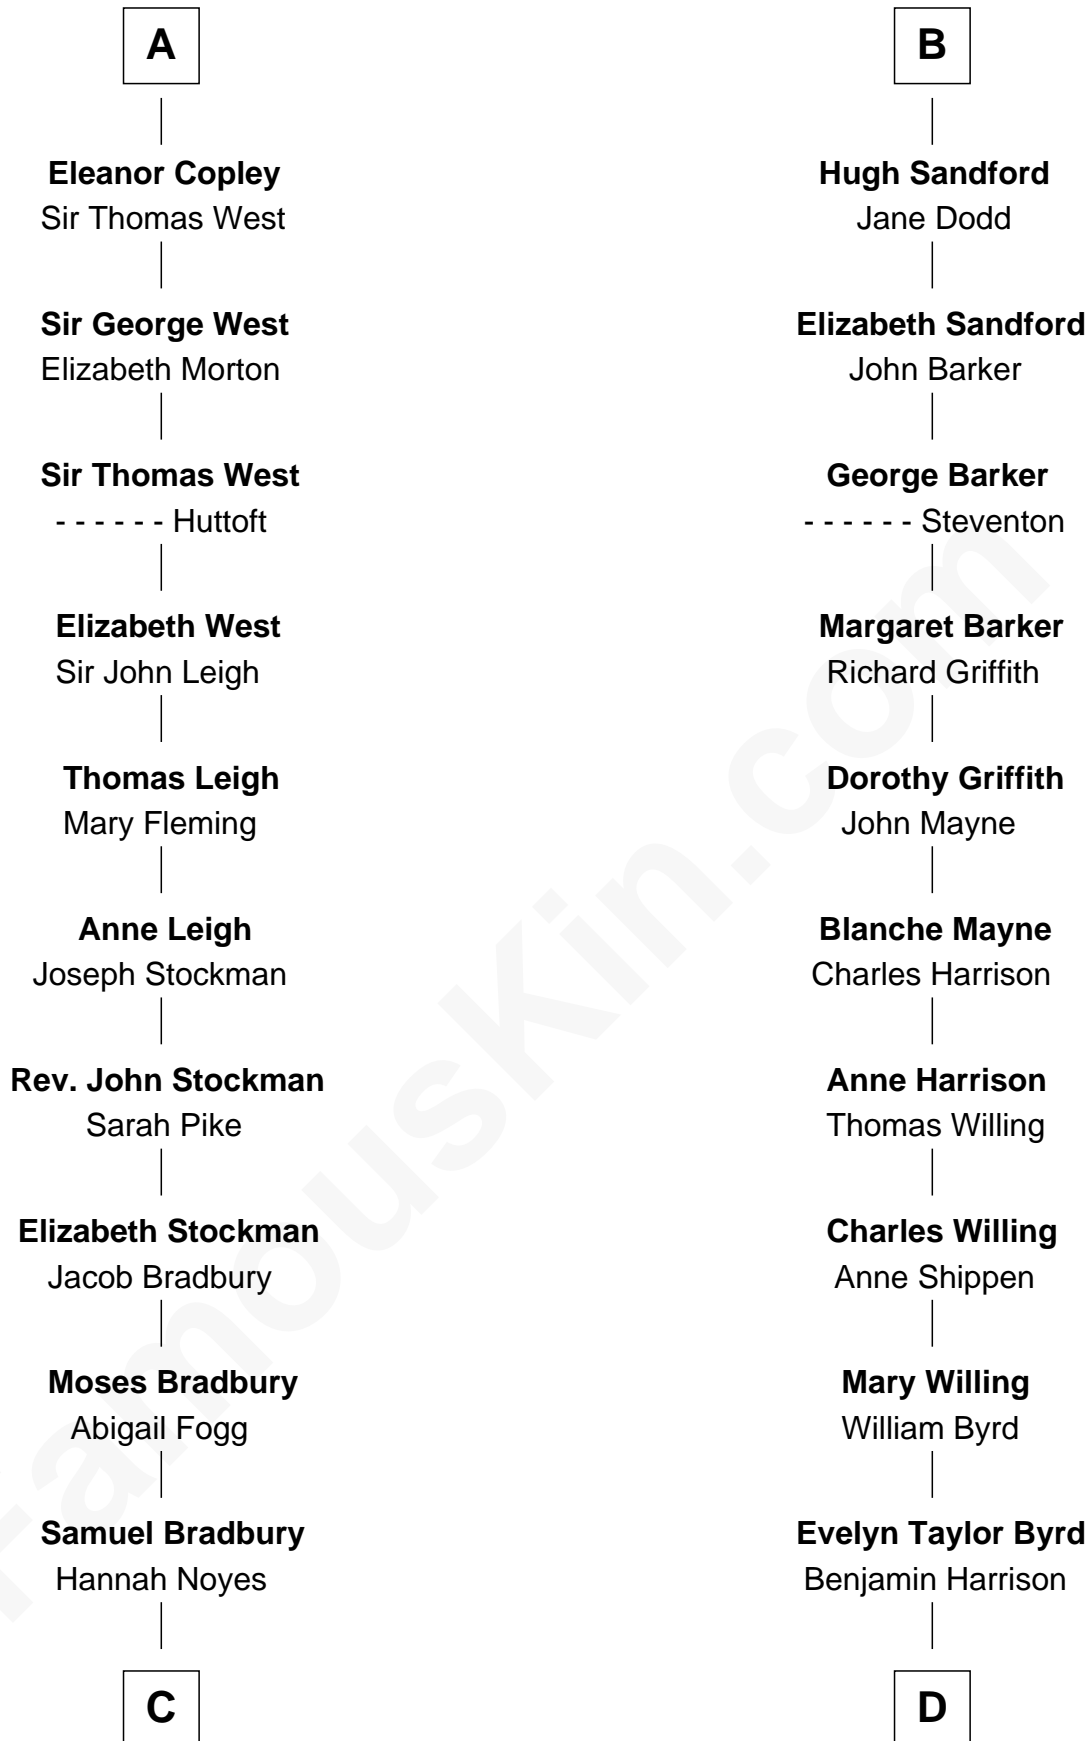 A
Eleanor Copley
Sir Thomas West
Sir George West
Elizabeth Morton
Sir Thomas West
- - - - - - Huttoft
Elizabeth West
Sir John Leigh
Thomas Leigh
Mary Fleming
Anne Leigh
Joseph Stockman
Rev. John Stockman
Sarah Pike
Elizabeth Stockman
Jacob Bradbury
Moses Bradbury
Abigail Fogg
Samuel Bradbury
Hannah Noyes
C
B
Hugh Sandford
Jane Dodd
Elizabeth Sandford
John Barker
George Barker
- - - - - - Steventon
Margaret Barker
Richard Griffith
Dorothy Griffith
John Mayne
Blanche Mayne
Charles Harrison
Anne Harrison
Thomas Willing
Charles Willing
Anne Shippen
Mary Willing
William Byrd
Evelyn Taylor Byrd
Benjamin Harrison
D
FamousKin.com